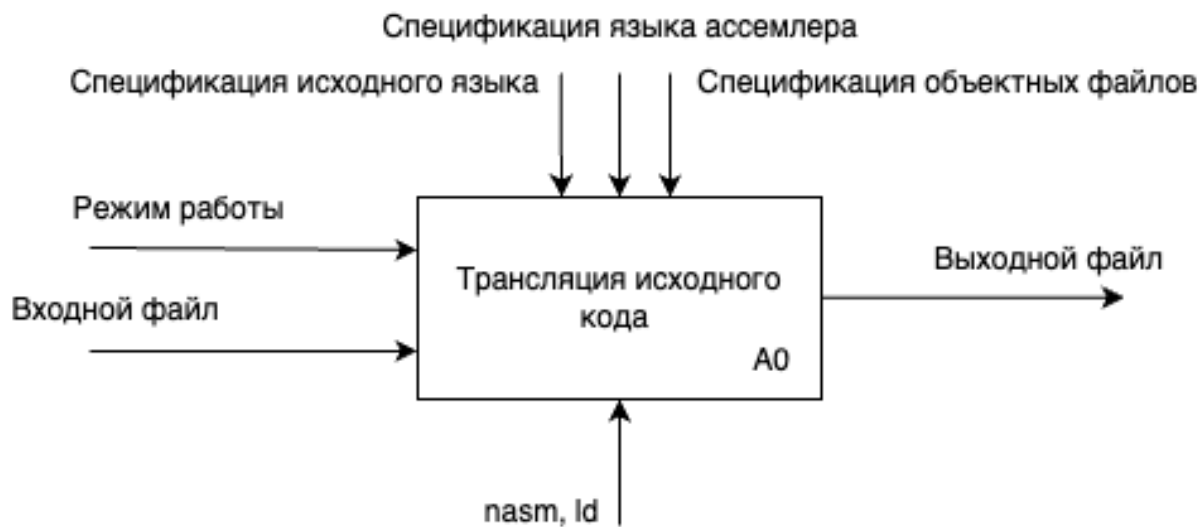 Спецификация языка ассемлера
Спецификация исходного языка
Спецификация объектных файлов
Режим работы
Трансляция исходного
кода
Выходной файл
Входной файл
A0
nasm, ld